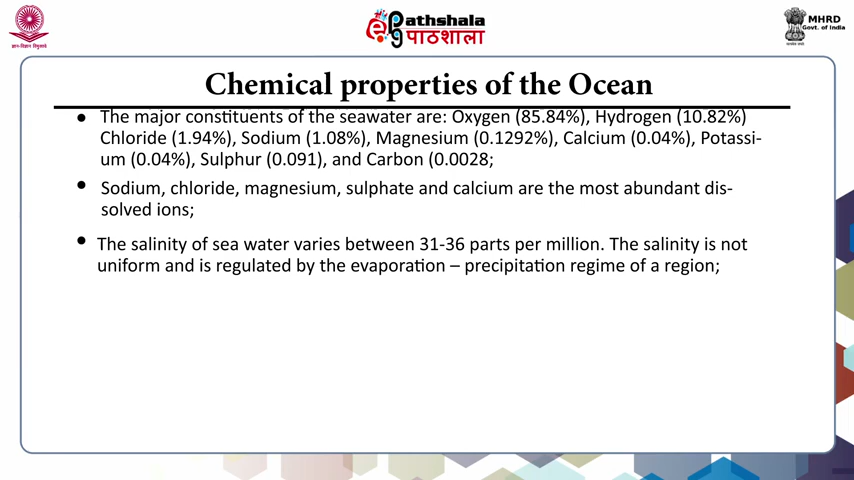 Pathshala
पाठशाला
MHRD
Govt. of India
Chemical properties of the Ocean
• The major constituents of the seawater are: Oxygen (85.84%), Hydrogen (10.82%)
Chloride (1.94%), Sodium (1.08%), Magnesium (0.1292%), Calcium (0.04%), Potassi-
um (0.04%), Sulphur (0.091), and Carbon (0.0028;
• Sodium, chloride, magnesium, sulphate and calcium are the most abundant dis-
solved ions;
• The salinity of sea water varies between 31-36 parts per million. The salinity is not
uniform and is regulated by the evaporation – precipitation regime of a region;